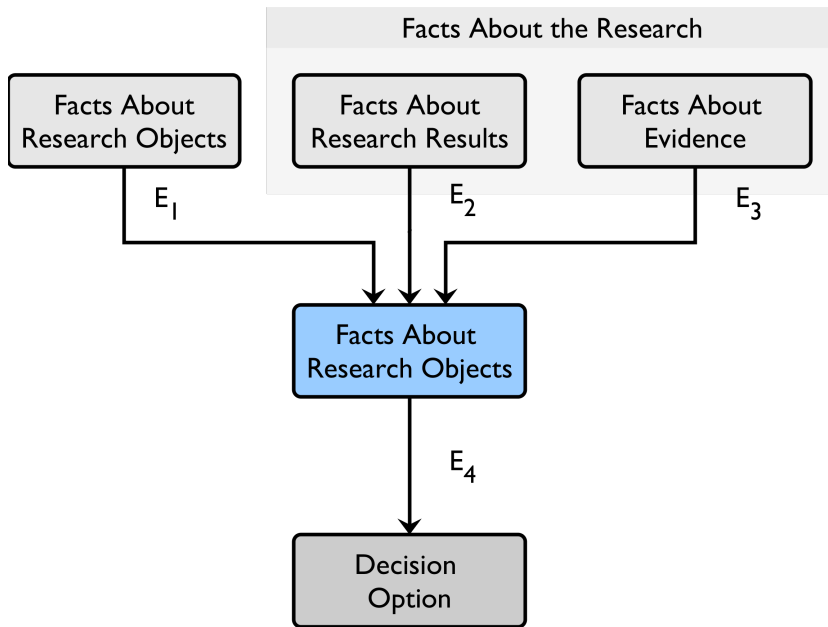 Facts About the Research
Facts About
Research Objects
Facts About
Research Results
Facts About
Evidence
E1
E2
E3
Facts About
Research Objects
E4
Decision
Option